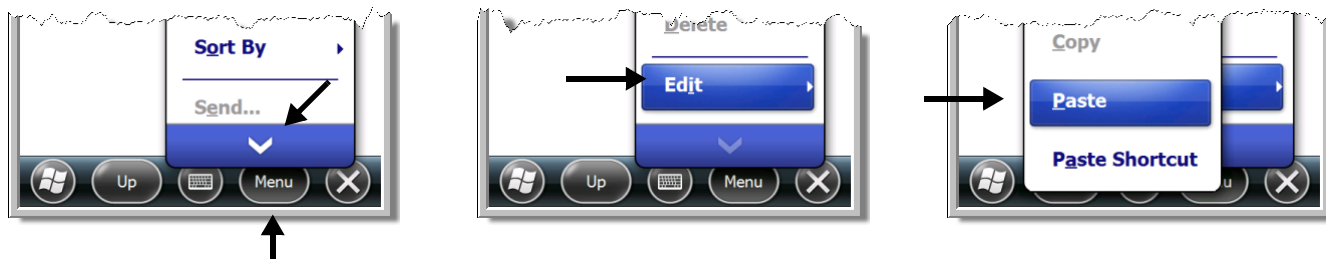 Sort By
Send...
Up
Menu
Delete
Edit
Up
Menu
Copy
Paste
Paste Shortcut